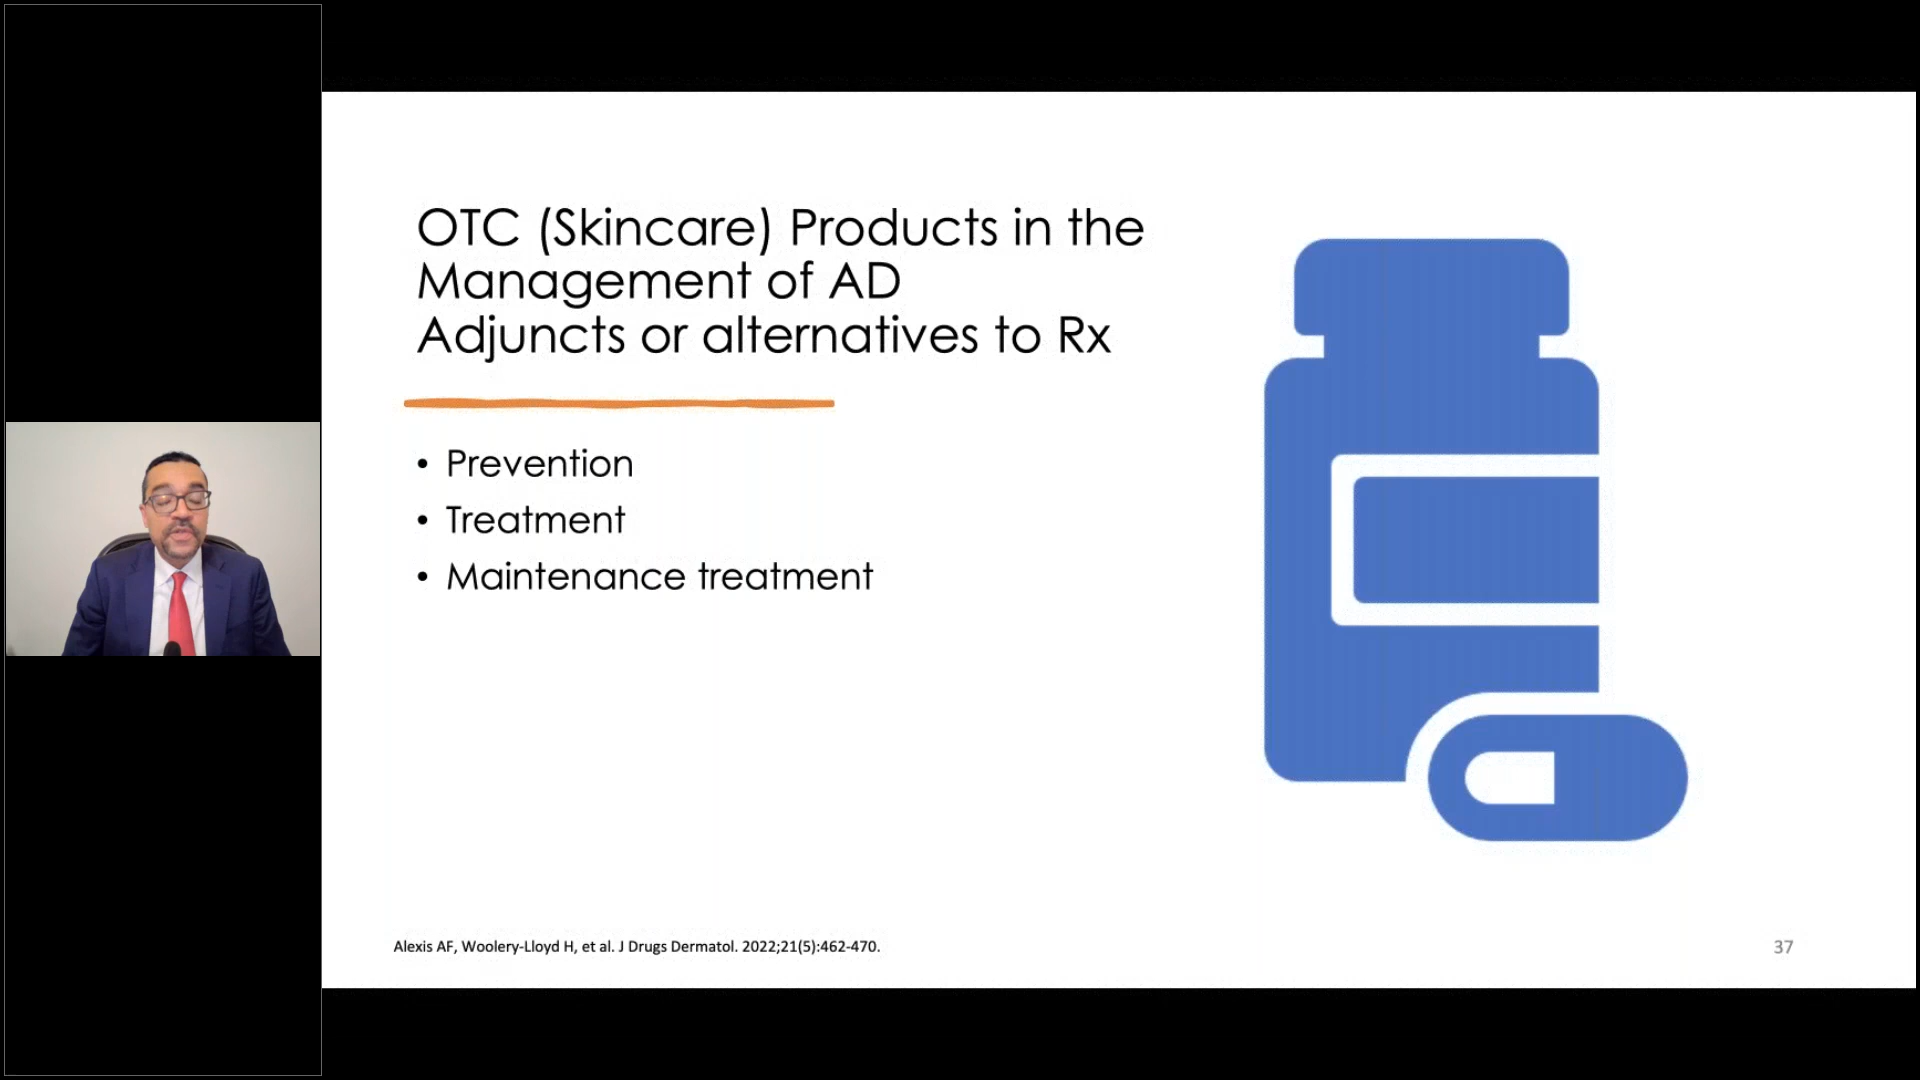 OTC (Skincare) Products in the
Management of AD
Adjuncts or alternatives to Rx
• Prevention
• Treatment
• Maintenance treatment
Alexis AF, Woolery-Lloyd H, et al. J Drugs Dermatol. 2022;21(5):462-470.
37